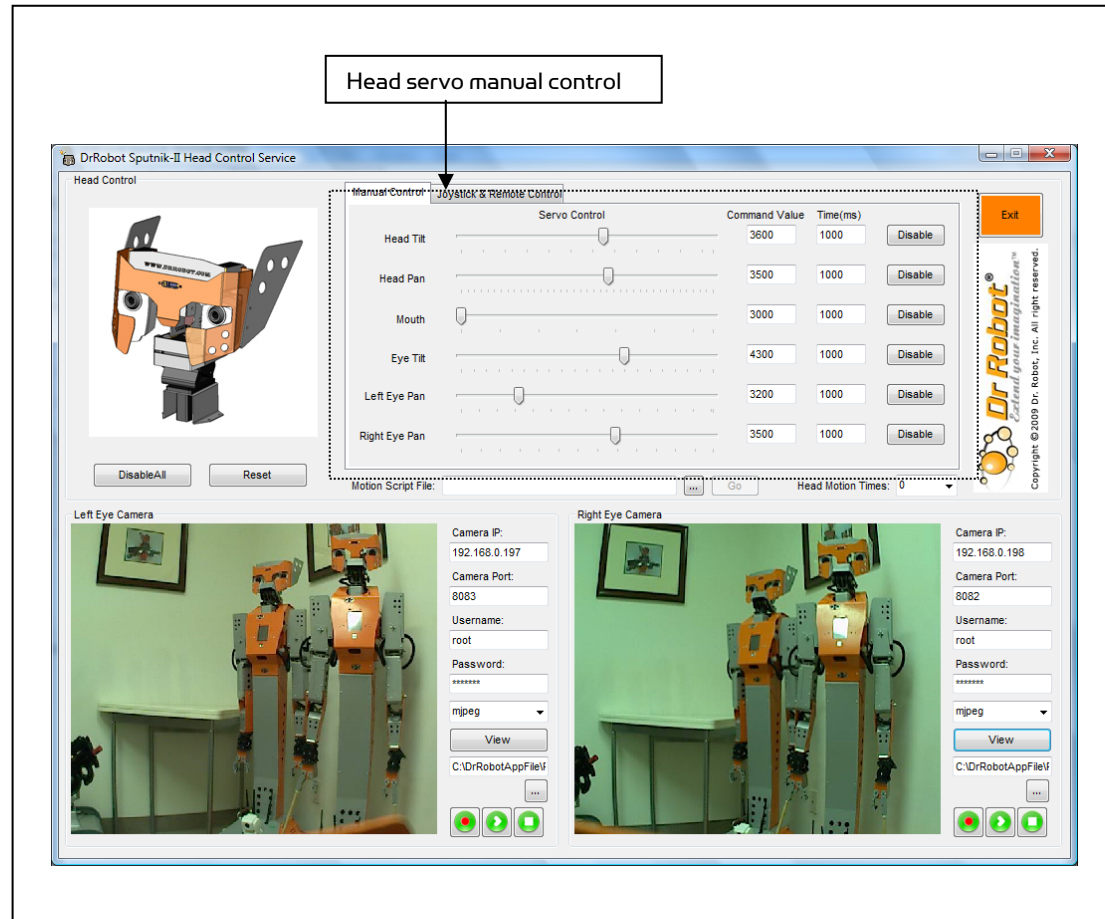 Head servo manual control
DrRobot Sputnik-II Head Control Service
Head Control
Manual Control
Joystick & Remote Control
Servo Control
Command Value
Time(ms)
Exit
WWW.DRROBOT.COM
Head Tilt
3600
1000
Disable
Head Pan
3500
1000
Disable
Mouth
3000
1000
Disable
Eye Tilt
4300
1000
Disable
Left Eye Pan
3200
1000
Disable
Right Eye Pan
3500
1000
Disable
Dr Robot®
Extend your imagination™
Copyright ©2009 Dr. Robot, Inc. All right reserved.
DisableAll
Reset
Motion Script File:
...
Go
Head Motion Times:
0
Left Eye Camera
Camera IP:
192.168.0.197
Camera Port:
8083
Username:
root
Password:
*******
mjpeg
View
C:\DrRobotAppFile\F
...
Right Eye Camera
Camera IP:
192.168.0.198
Camera Port:
8082
Username:
root
Password:
*******
mjpeg
View
C:\DrRobotAppFile\F
...